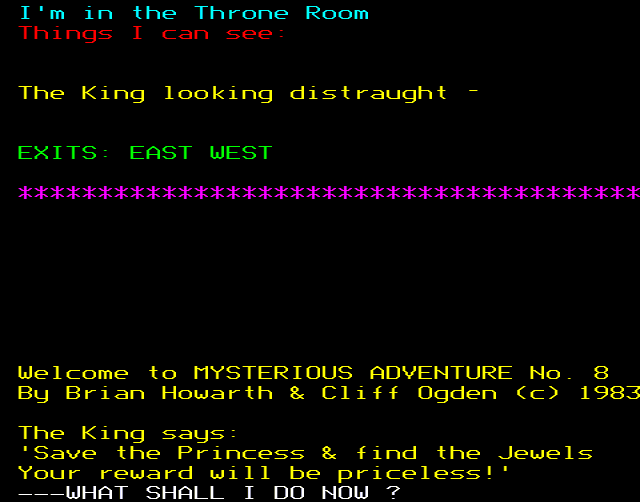 I'm in the Throne Room
Things I can see:
The King looking distraught -
EXITS: EAST WEST
****************************************
Welcome to MYSTERIOUS ADVENTURE No. 8
By Brian Howarth & Cliff Ogden (c) 1983
The King says:
'Save the Princess & find the Jewels
Your reward will be priceless!'
---WHAT SHALL I DO NOW ?